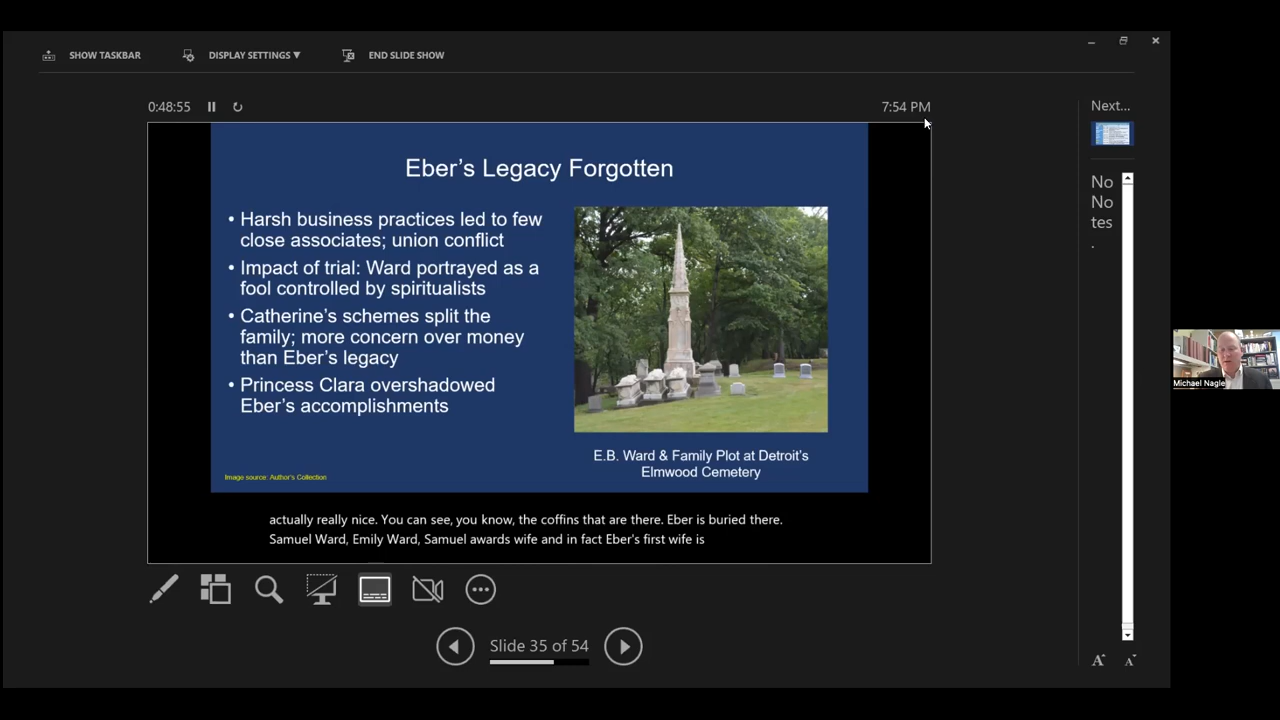 SHOW TASKBAR
DISPLAY SETTINGS ▼
END SLIDE SHOW
0:48:55
7:54 PM
Next...
Eber's Legacy Forgotten
• Harsh business practices led to few
close associates; union conflict
• Impact of trial: Ward portrayed as a
fool controlled by spiritualists
• Catherine's schemes split the
family; more concern over money
than Eber's legacy
• Princess Clara overshadowed
Eber's accomplishments
E.B. Ward & Family Plot at Detroit's
Elmwood Cemetery
Image source: Author's Collection
No
No
tes
.
Michael Nagle
actually really nice. You can see, you know, the coffins that are there. Eber is buried there.
Samuel Ward, Emily Ward, Samuel awards wife and in fact Eber's first wife is
Slide 35 of 54
A A